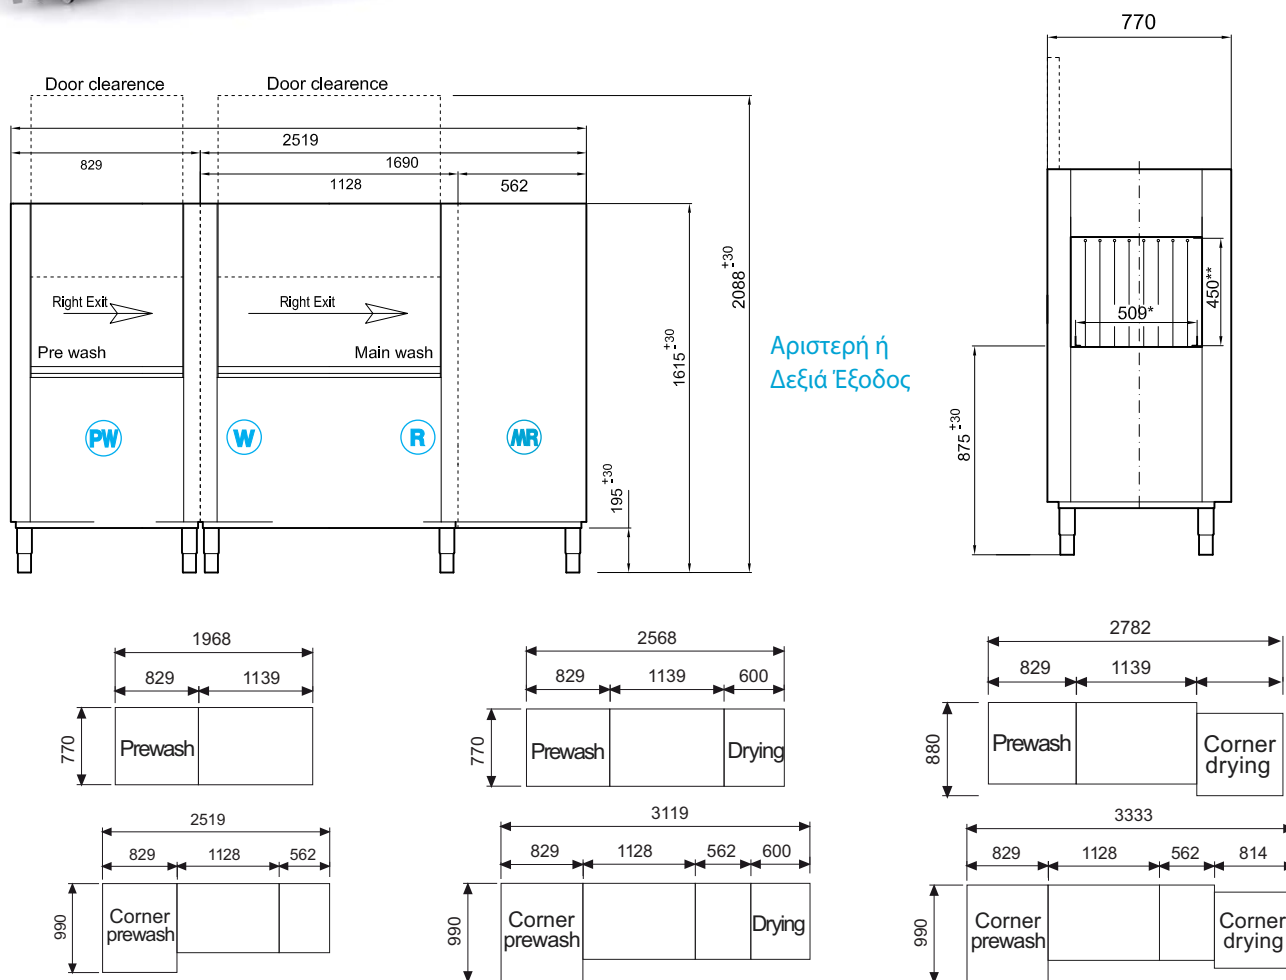 770
Door clearence
Door clearence
2519
829
1690
1128
562
2088 +30 -
1615 +30 -
195 +30 -
Right Exit
Right Exit
Pre wash
Main wash
PW
W
R
MR
Αριστερή ή
Δεξιά Έξοδος
450**
509*
875 +30 -
1968
829
1139
770
Prewash
2568
829
1139
600
770
Prewash
Drying
2782
829
1139
880
Prewash
Corner
drying
2519
829
1128
562
990
Corner
prewash
3119
829
1128
562
600
990
Corner
prewash
Drying
3333
829
1128
562
814
990
Corner
prewash
Corner
drying